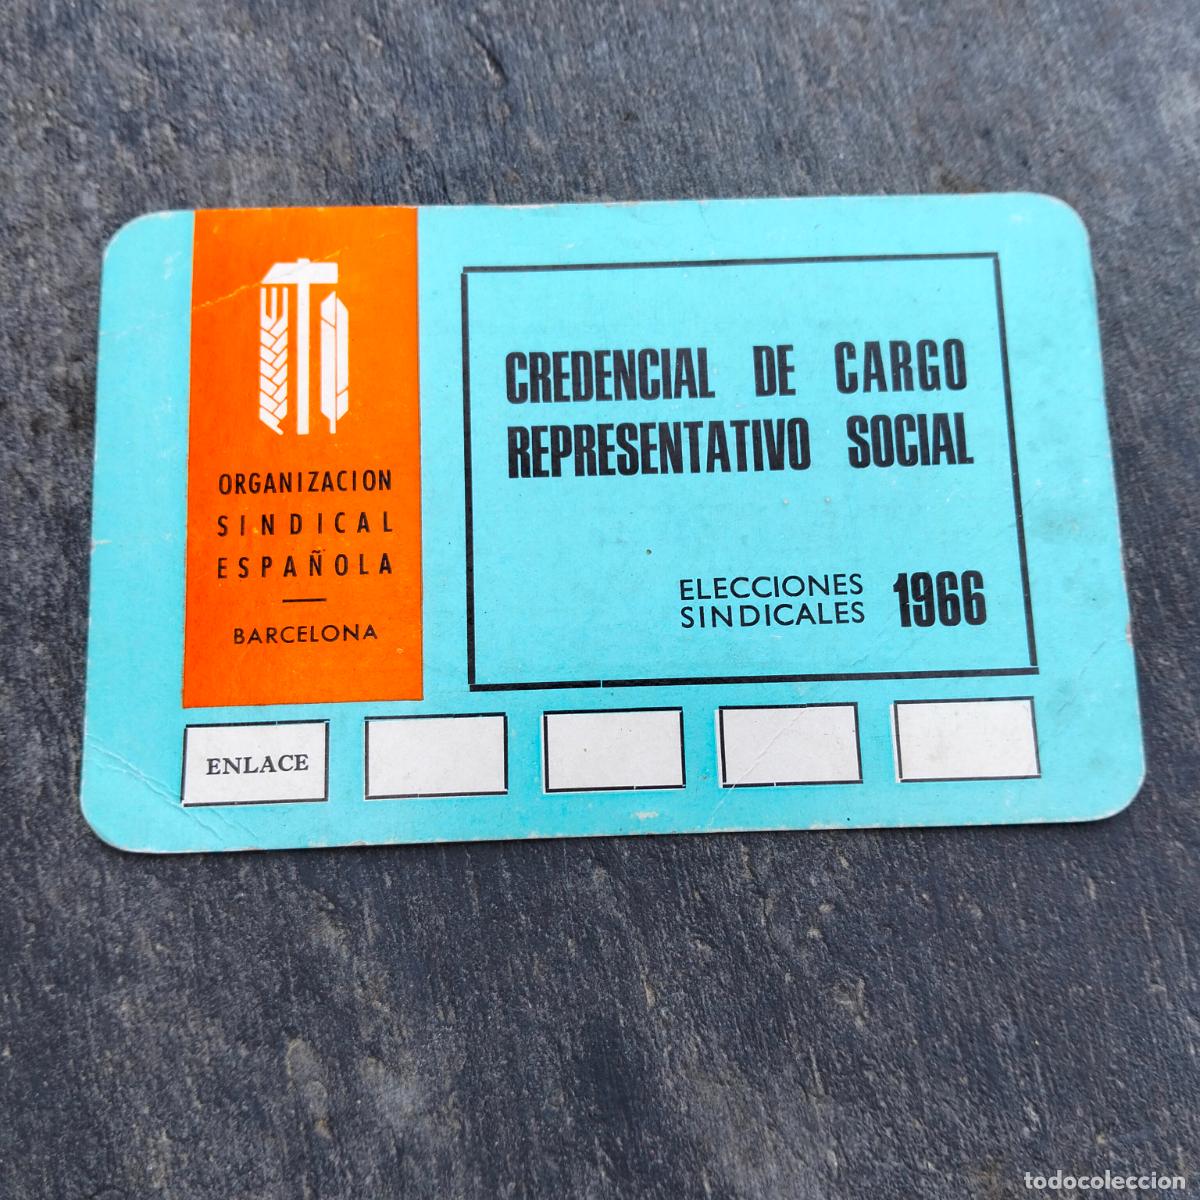 ORGANIZACION
SINDICAL
ESPAÑOLA
BARCELONA
CREDENCIAL DE CARGO
REPRESENTATIVO SOCIAL
ELECCIONES
SINDICALES 1966
ENLACE
todocoleccion